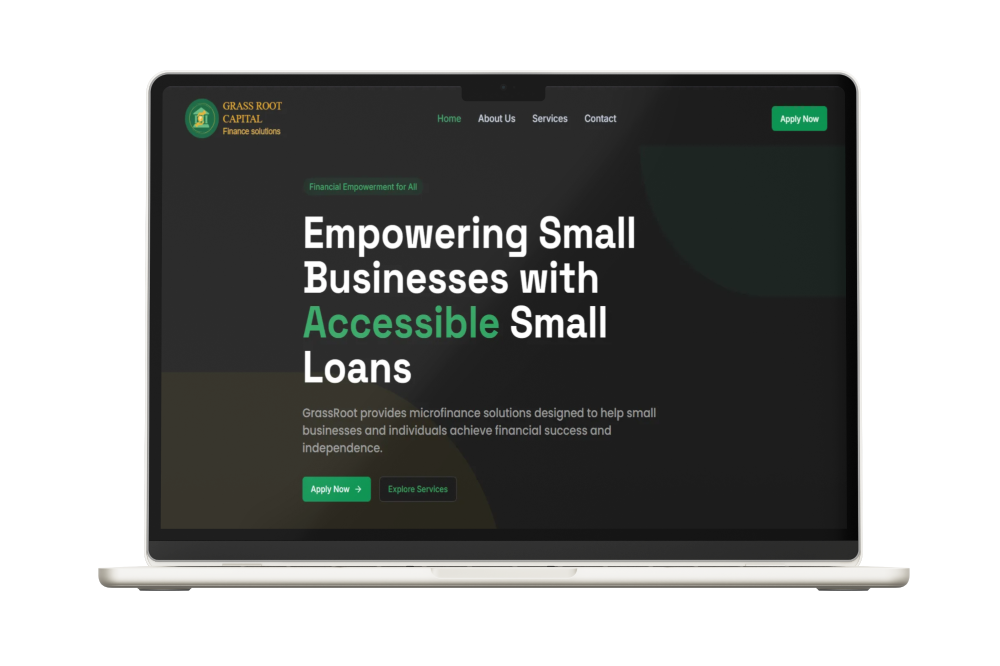 GRASS ROOT
CAPITAL
Finance solutions
Home About Us Services Contact
Apply Now
Financial Empowerment for All
Empowering Small
Businesses with
Accessible Small
Loans
GrassRoot provides microfinance solutions designed to help small
businesses and individuals achieve financial success and
independence.
Apply Now →
Explore Services